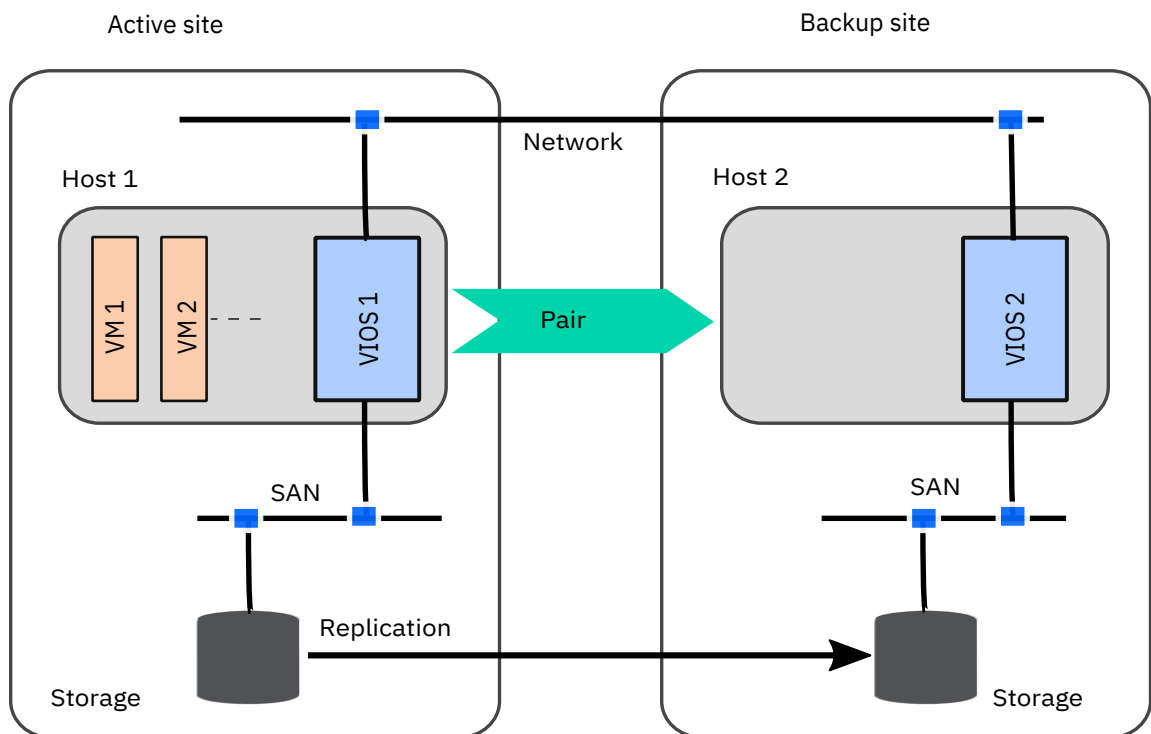 Active site
Backup site
Network
Host 1
Host 2
VM 1
VM 2
VIOS 1
Pair
VIOS 2
SAN
SAN
Replication
Storage
Storage